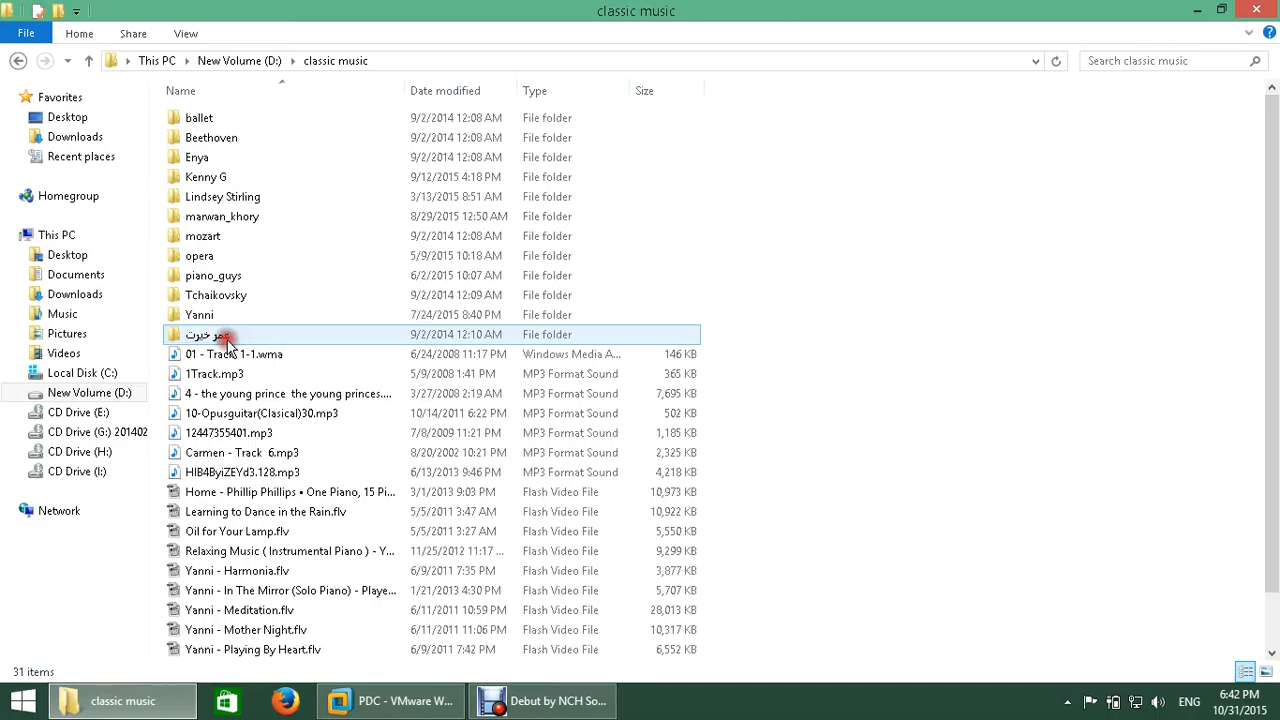 classic music
File Home Share View
This PC New Volume (D:) classic music
Search classic music
Name Date modified Type Size
Favorites
Desktop
Downloads
Recent places
Homegroup
This PC
Desktop
Documents
Downloads
Music
Pictures
Videos
Local Disk (C:)
New Volume (D:)
CD Drive (E:)
CD Drive (G:) 201402
CD Drive (H:)
CD Drive (I:)
Network
ballet 9/2/2014 12:08 AM File folder
Beethoven 9/2/2014 12:08 AM File folder
Enya 9/2/2014 12:08 AM File folder
Kenny G 9/12/2015 4:18 PM File folder
Lindsey Stirling 3/13/2015 8:51 AM File folder
marwan_khory 8/29/2015 12:50 AM File folder
mozart 9/2/2014 12:08 AM File folder
opera 5/9/2015 10:18 AM File folder
piano_guys 6/2/2015 10:07 AM File folder
Tchaikovsky 9/2/2014 12:09 AM File folder
Yanni 7/24/2015 8:40 PM File folder
عمر خيرت 9/2/2014 12:10 AM File folder
01 - Track 1-1.wma 6/24/2008 11:17 PM Windows Media A... 146 KB
1Track.mp3 5/9/2008 1:41 PM MP3 Format Sound 365 KB
4 - the young prince the young princes.... 3/27/2008 2:19 AM MP3 Format Sound 7,695 KB
10-Opusguitar(Clasical)30.mp3 10/14/2011 6:22 PM MP3 Format Sound 502 KB
12447355401.mp3 7/8/2009 11:21 PM MP3 Format Sound 1,185 KB
Carmen - Track 6.mp3 8/20/2002 10:21 PM MP3 Format Sound 2,325 KB
HIB4ByiZEYd3.128.mp3 6/13/2013 9:46 PM MP3 Format Sound 4,218 KB
Home - Phillip Phillips • One Piano, 15 Pi... 3/1/2013 9:03 PM Flash Video File 10,973 KB
Learning to Dance in the Rain.flv 5/5/2011 3:47 AM Flash Video File 10,922 KB
Oil for Your Lamp.flv 5/5/2011 3:27 AM Flash Video File 5,550 KB
Relaxing Music ( Instrumental Piano ) - Y... 11/25/2012 11:17 ... Flash Video File 9,299 KB
Yanni - Harmonia.flv 6/9/2011 7:35 PM Flash Video File 3,877 KB
Yanni - In The Mirror (Solo Piano) - Playe... 1/21/2013 4:30 PM Flash Video File 5,707 KB
Yanni - Meditation.flv 6/11/2011 10:59 PM Flash Video File 28,013 KB
Yanni - Mother Night.flv 6/11/2011 11:06 PM Flash Video File 10,317 KB
Yanni - Playing By Heart.flv 6/9/2011 7:42 PM Flash Video File 6,552 KB
31 items
classic music PDC - VMware W... Debut by NCH So... ENG 6:42 PM
10/31/2015